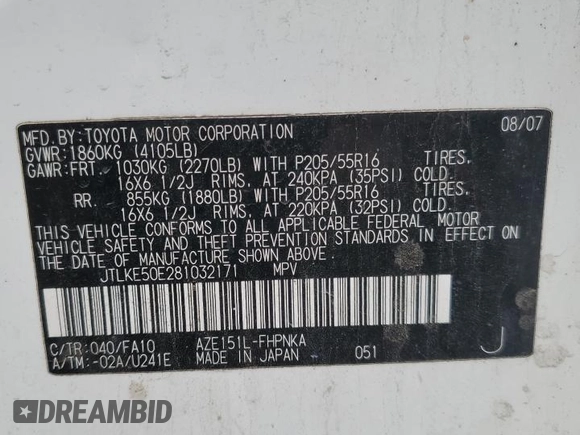 MFD. BY: TOYOTA MOTOR CORPORATION 08/07
GVWR: 1860KG (4105LB)
GAWR: FRT. 1030KG (2270LB) WITH P205/55R16 TIRES,
16X6 1/2J RIMS, AT 240KPA (35PSI) COLD.
RR. 855KG (1880LB) WITH P205/55R16 TIRES,
16X6 1/2J RIMS, AT 220KPA (32PSI) COLD.
THIS VEHICLE CONFORMS TO ALL APPLICABLE FEDERAL MOTOR
VEHICLE SAFETY AND THEFT PREVENTION STANDARDS IN EFFECT ON
THE DATE OF MANUFACTURE SHOWN ABOVE.
JTLKE50E281032171 MPV
C/TR: 040/FA10 AZE151L-FHPNKA
A/TM: -02A/U241E MADE IN JAPAN 051 J
DREAMBID